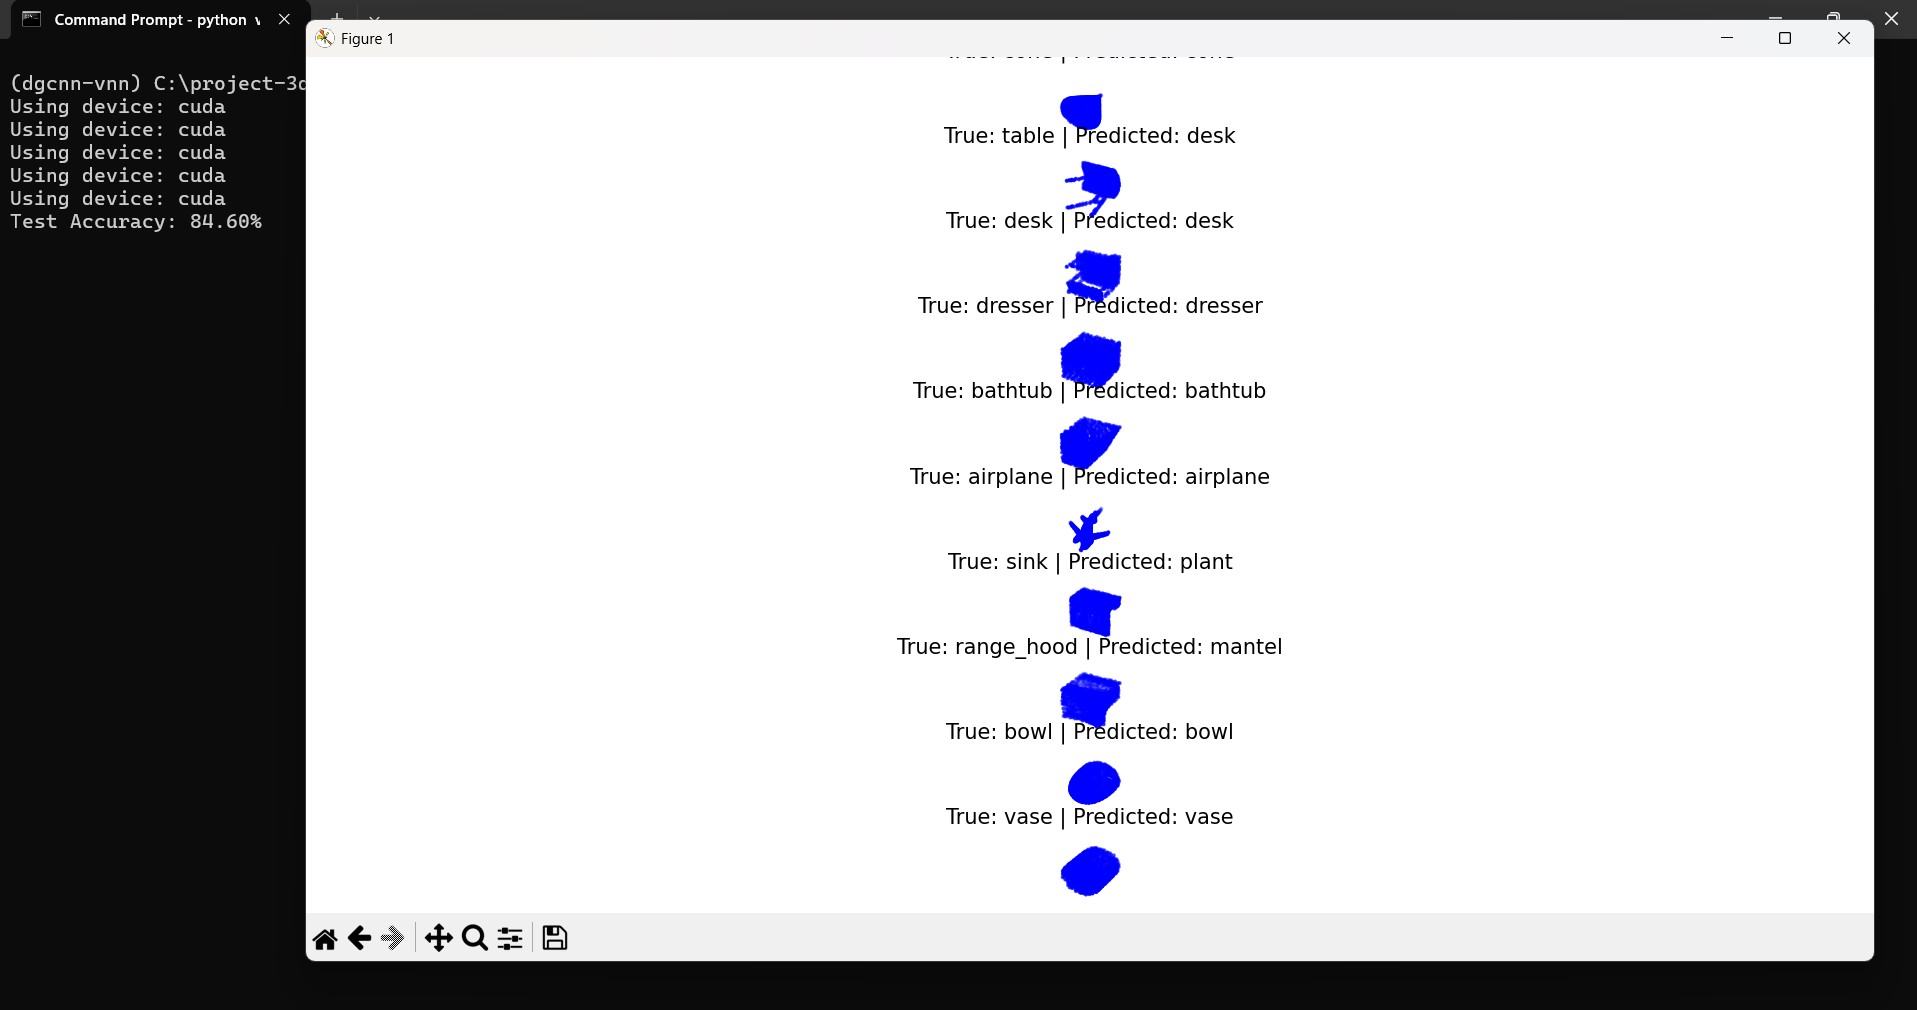 Command Prompt - python
Figure 1
(dgcnn-vnn) C:\project-3
Using device: cuda
Using device: cuda
Using device: cuda
Using device: cuda
Using device: cuda
Test Accuracy: 84.60%
True: table | Predicted: desk
True: desk | Predicted: desk
True: dresser | Predicted: dresser
True: bathtub | Predicted: bathtub
True: airplane | Predicted: airplane
True: sink | Predicted: plant
True: range_hood | Predicted: mantel
True: bowl | Predicted: bowl
True: vase | Predicted: vase